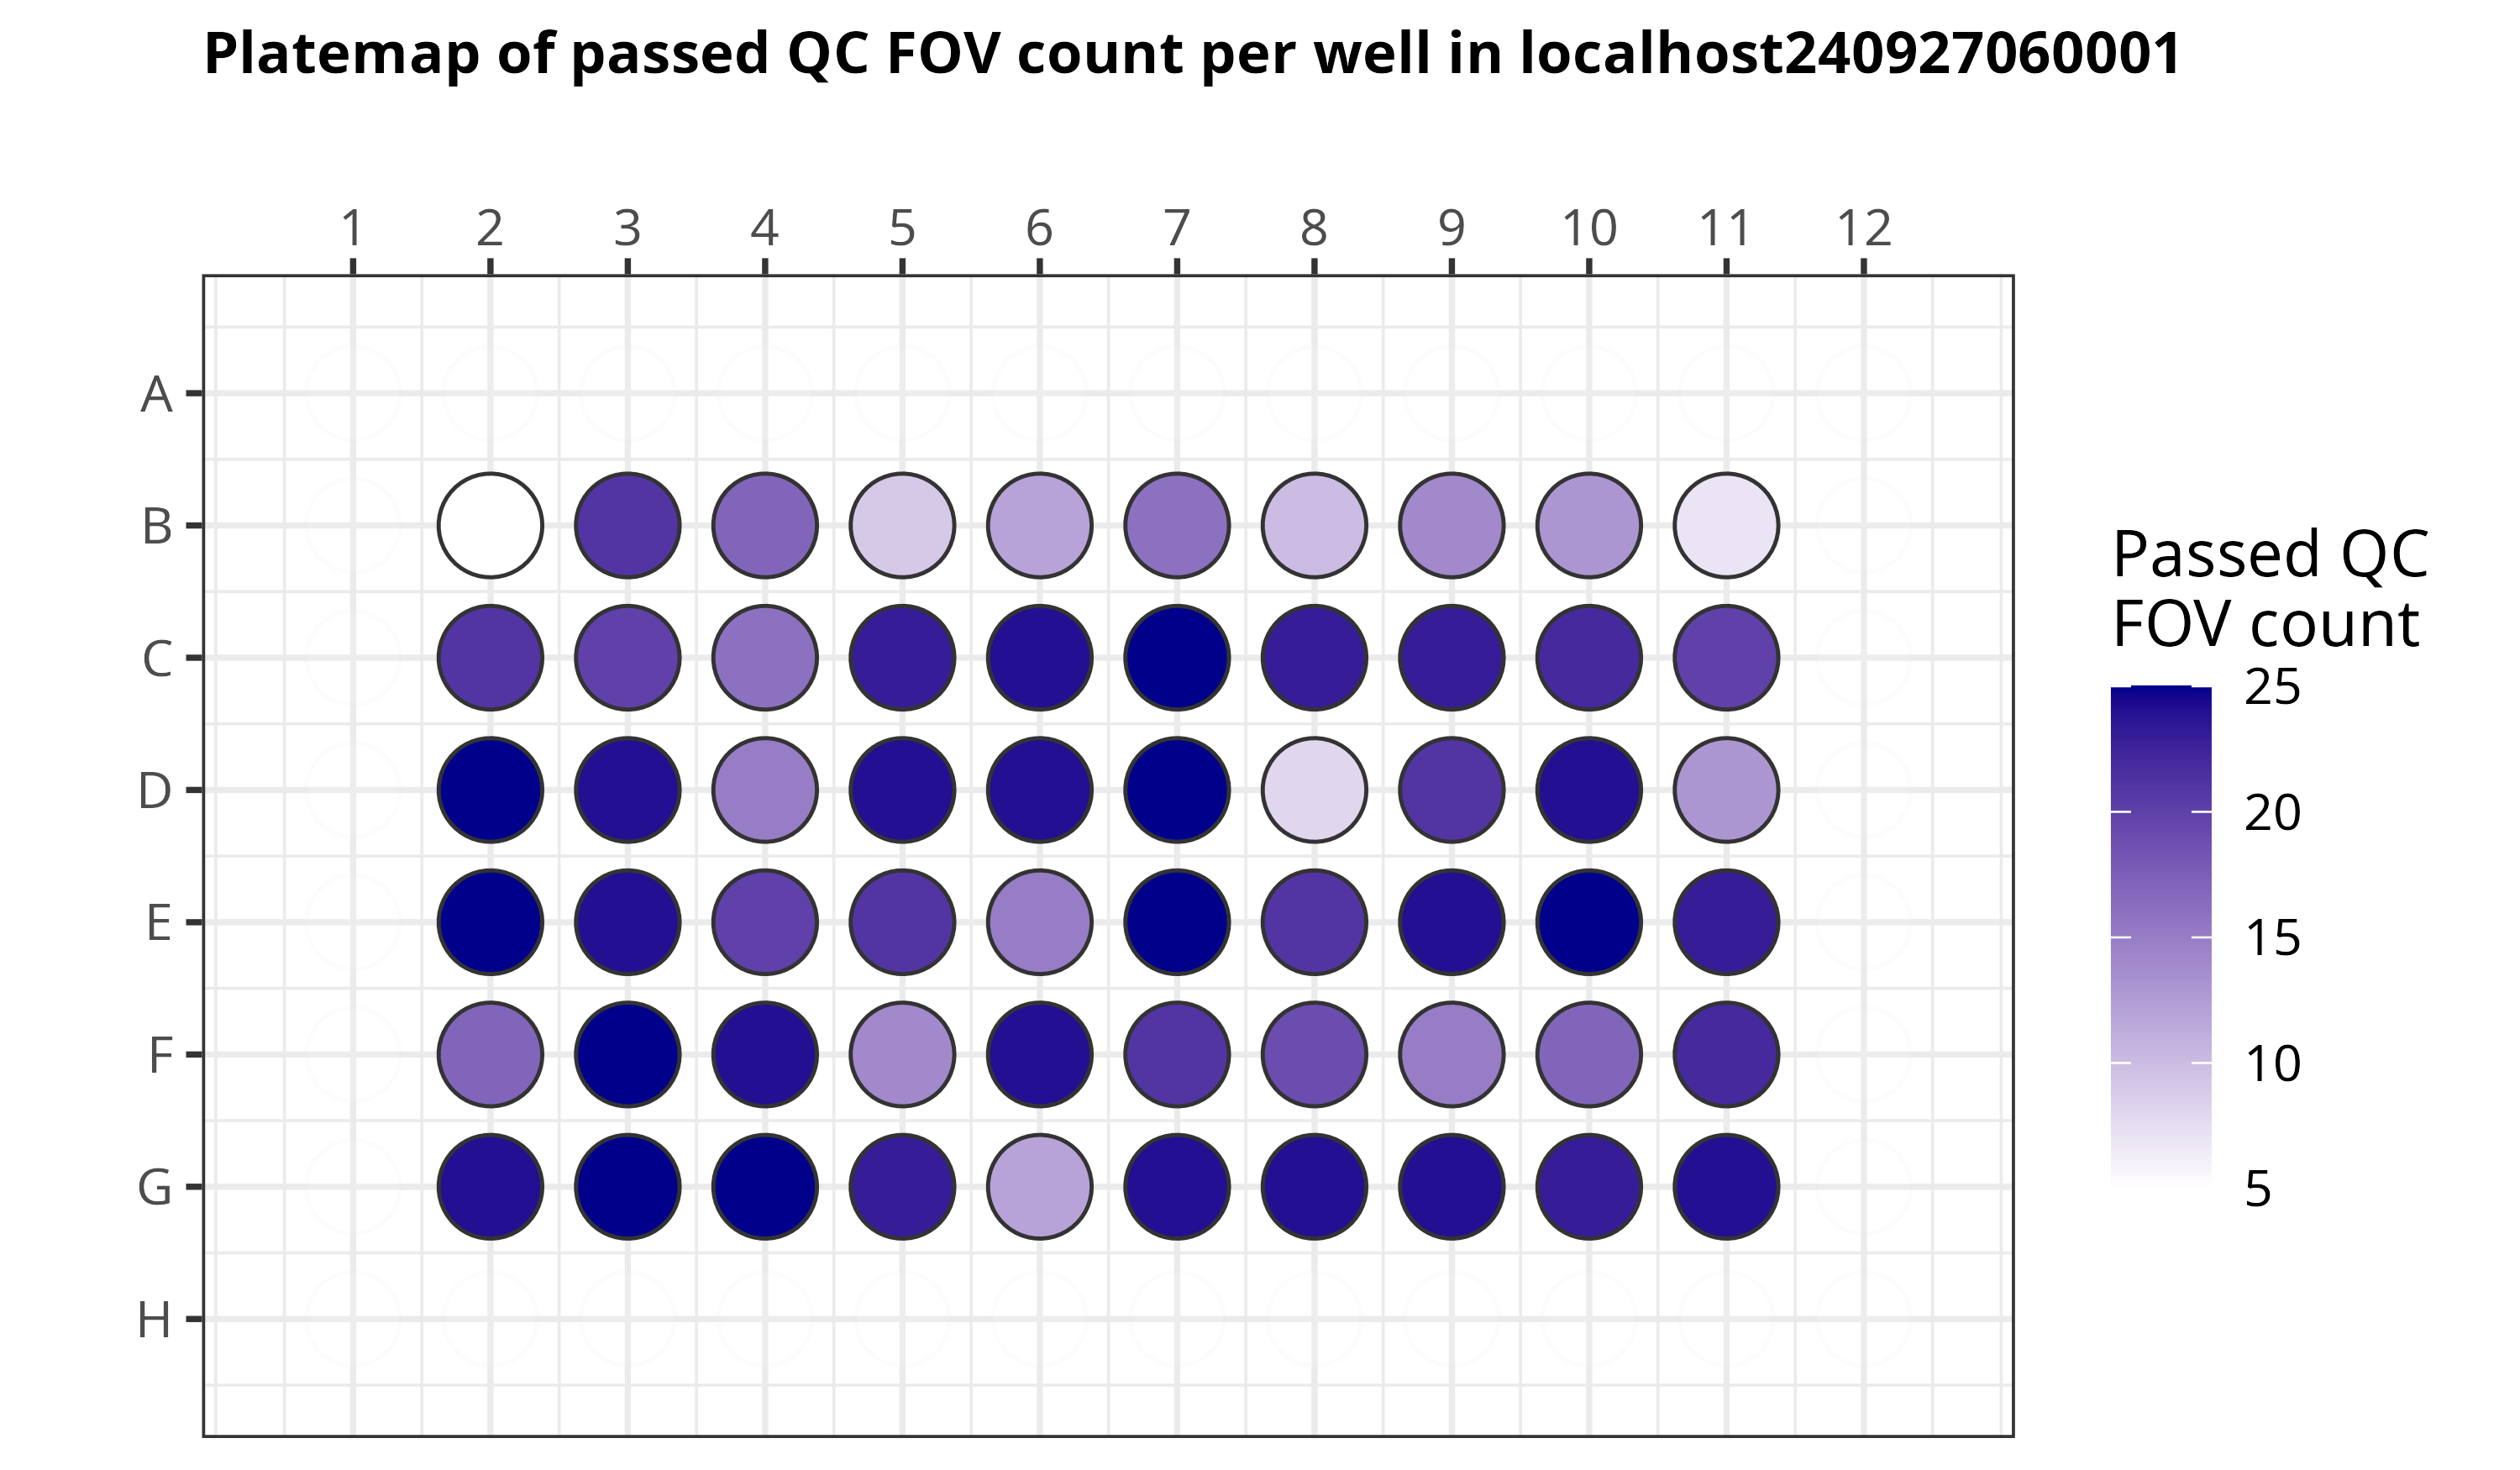 Platemap of passed QC FOV count per well in localhost240927060001
1 2 3 4 5 6 7 8 9 10 11 12
A
B
C
D
E
F
G
H
Passed QC
FOV count
25
20
15
10
5